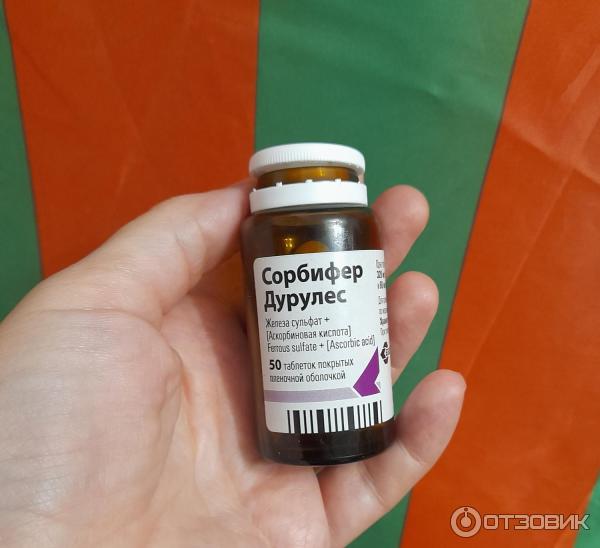 Сорбифер
Дурулес
Железа сульфат +
[Аскорбиновая кислота]
Ferrous sulfate + [Ascorbic acid]
50 таблеток покрытых
пленочной оболочкой
ОТЗОВИК